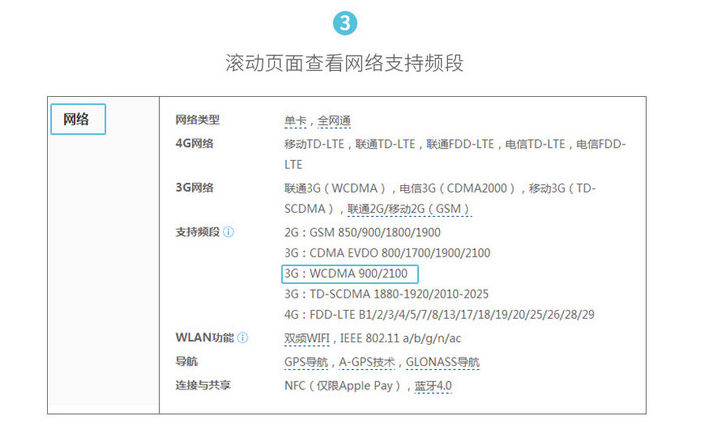 3
滚动页面查看网络支持频段
网络
网络类型 单卡，全网通
4G网络 移动TD-LTE，联通TD-LTE，联通FDD-LTE，电信TD-LTE，电信FDD-
LTE
3G网络 联通3G（WCDMA），电信3G（CDMA2000），移动3G（TD-
SCDMA），联通2G/移动2G（GSM）
支持频段 2G：GSM 850/900/1800/1900
3G：CDMA EVDO 800/1700/1900/2100
3G：WCDMA 900/2100
3G：TD-SCDMA 1880-1920/2010-2025
4G：FDD-LTE B1/2/3/4/5/7/8/13/17/18/19/20/25/26/28/29
WLAN功能 双频WIFI，IEEE 802.11 a/b/g/n/ac
导航 GPS导航，A-GPS技术，GLONASS导航
连接与共享 NFC（仅限Apple Pay），蓝牙4.0